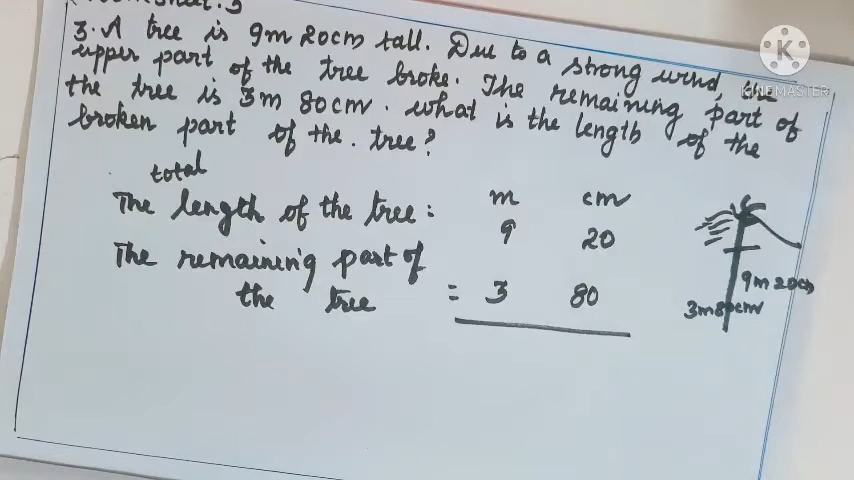 3. A tree is 9m 20cm tall. Due to a strong wind, the
upper part of the tree broke. The remaining part of
the tree is 3m 80cm. what is the length of the
broken part of the. tree?
total
The length of the tree:
m cm
9 20
The remaining part of
the tree = 3 80
9m 20cm
3m80cm
KINEMASTER